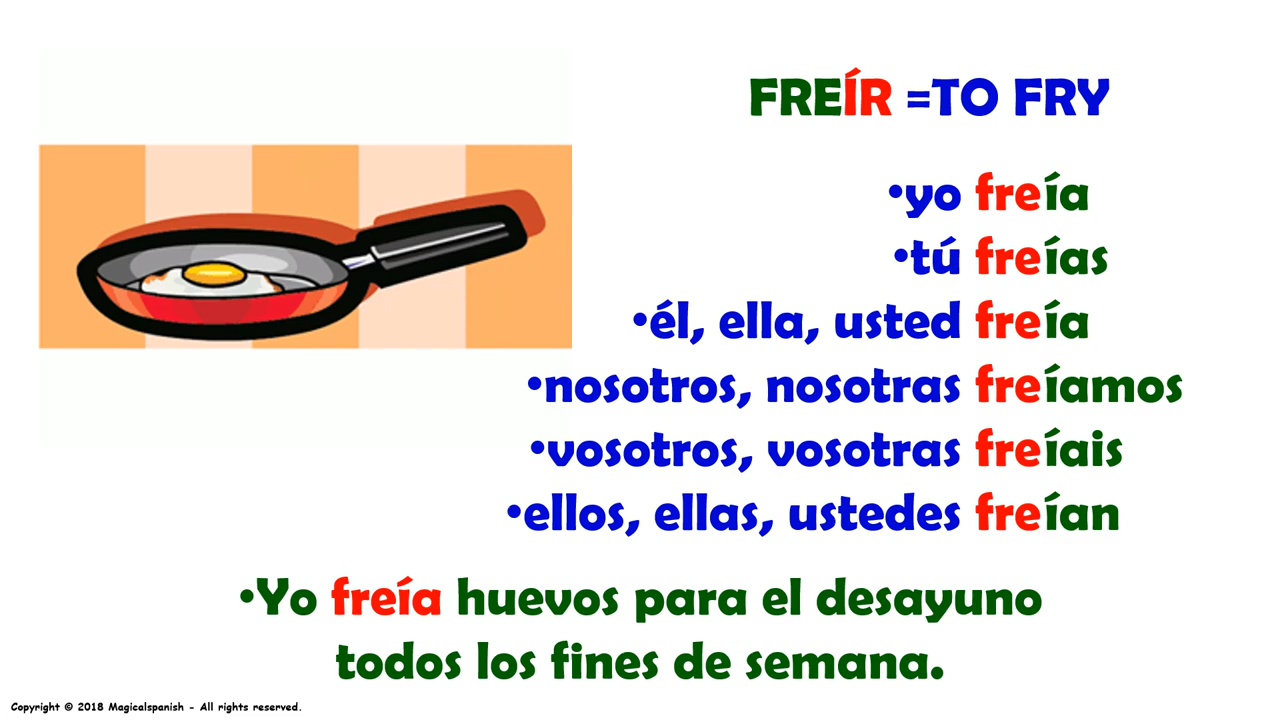 FREÍR =TO FRY
•yo freía
•tú freías
•él, ella, usted freía
•nosotros, nosotras freíamos
•vosotros, vosotras freíais
•ellos, ellas, ustedes freían
•Yo freía huevos para el desayuno
todos los fines de semana.
Copyright © 2018 Magicalspanish - All rights reserved.